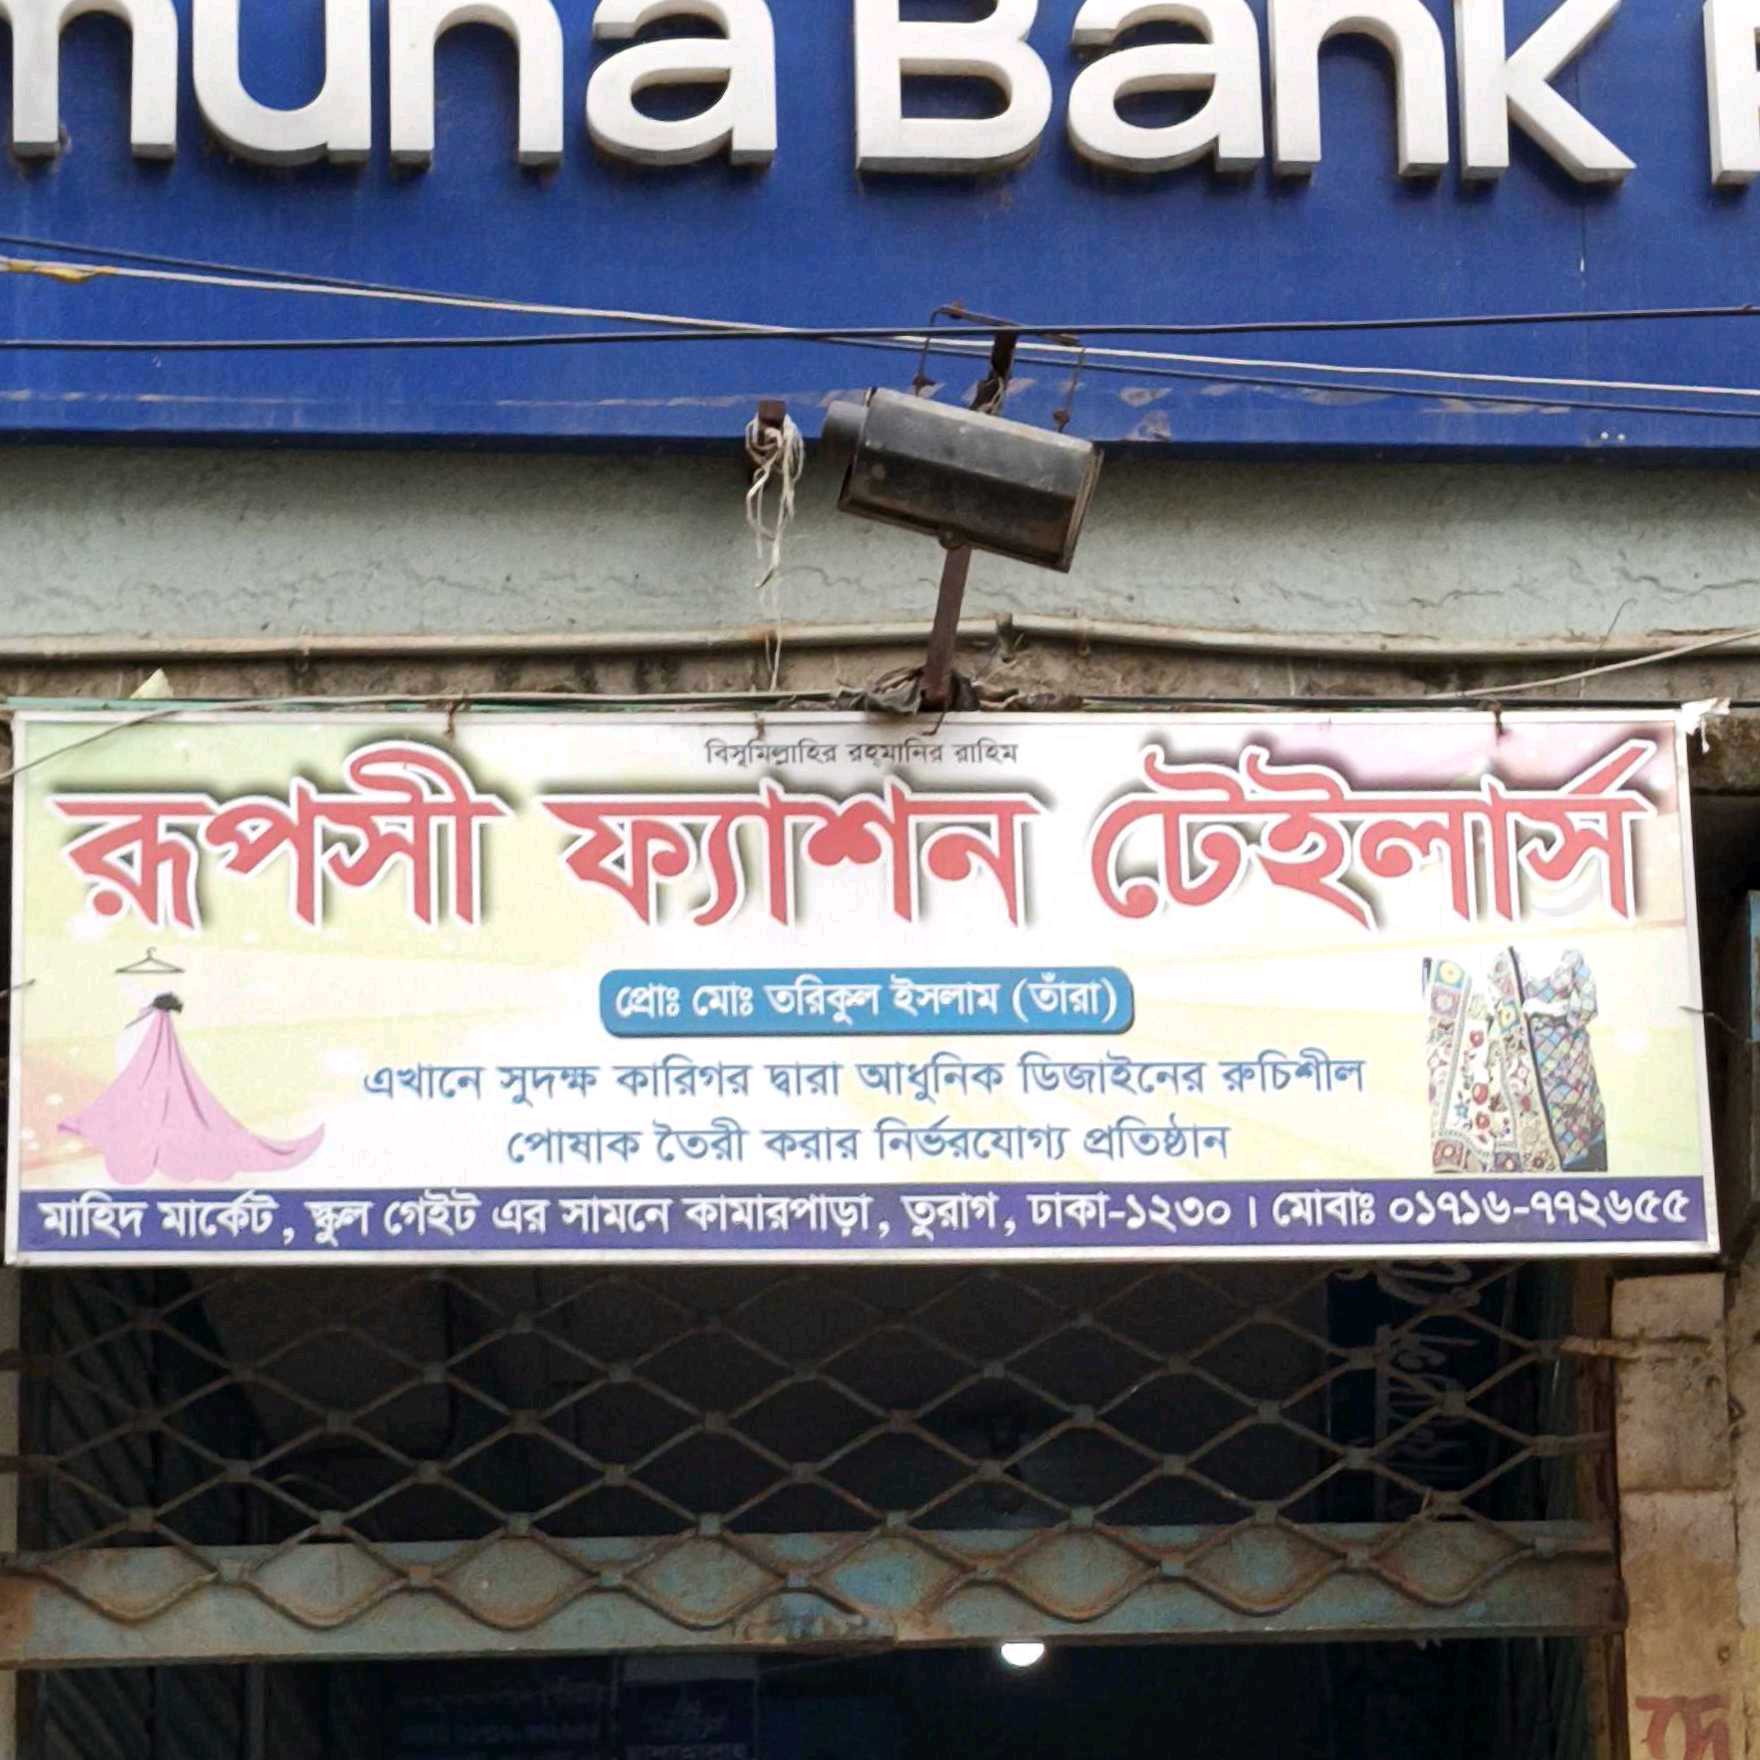 muna Bank
বিসমিল্লাহির রহমানির রাহিম
রূপসী ফ্যাশন টেইলার্স
প্রোঃ মোঃ তরিকুল ইসলাম (তাঁরা)
এখানে সুদক্ষ কারিগর দ্বারা আধুনিক ডিজাইনের রুচিশীল
পোষাক তৈরী করার নির্ভরযোগ্য প্রতিষ্ঠান
মাহিদ মার্কেট, স্কুল গেইট এর সামনে কামারপাড়া, তুরাগ, ঢাকা-১২৩০। মোবাঃ ০১৭১৬-৭৭২৬৫৫